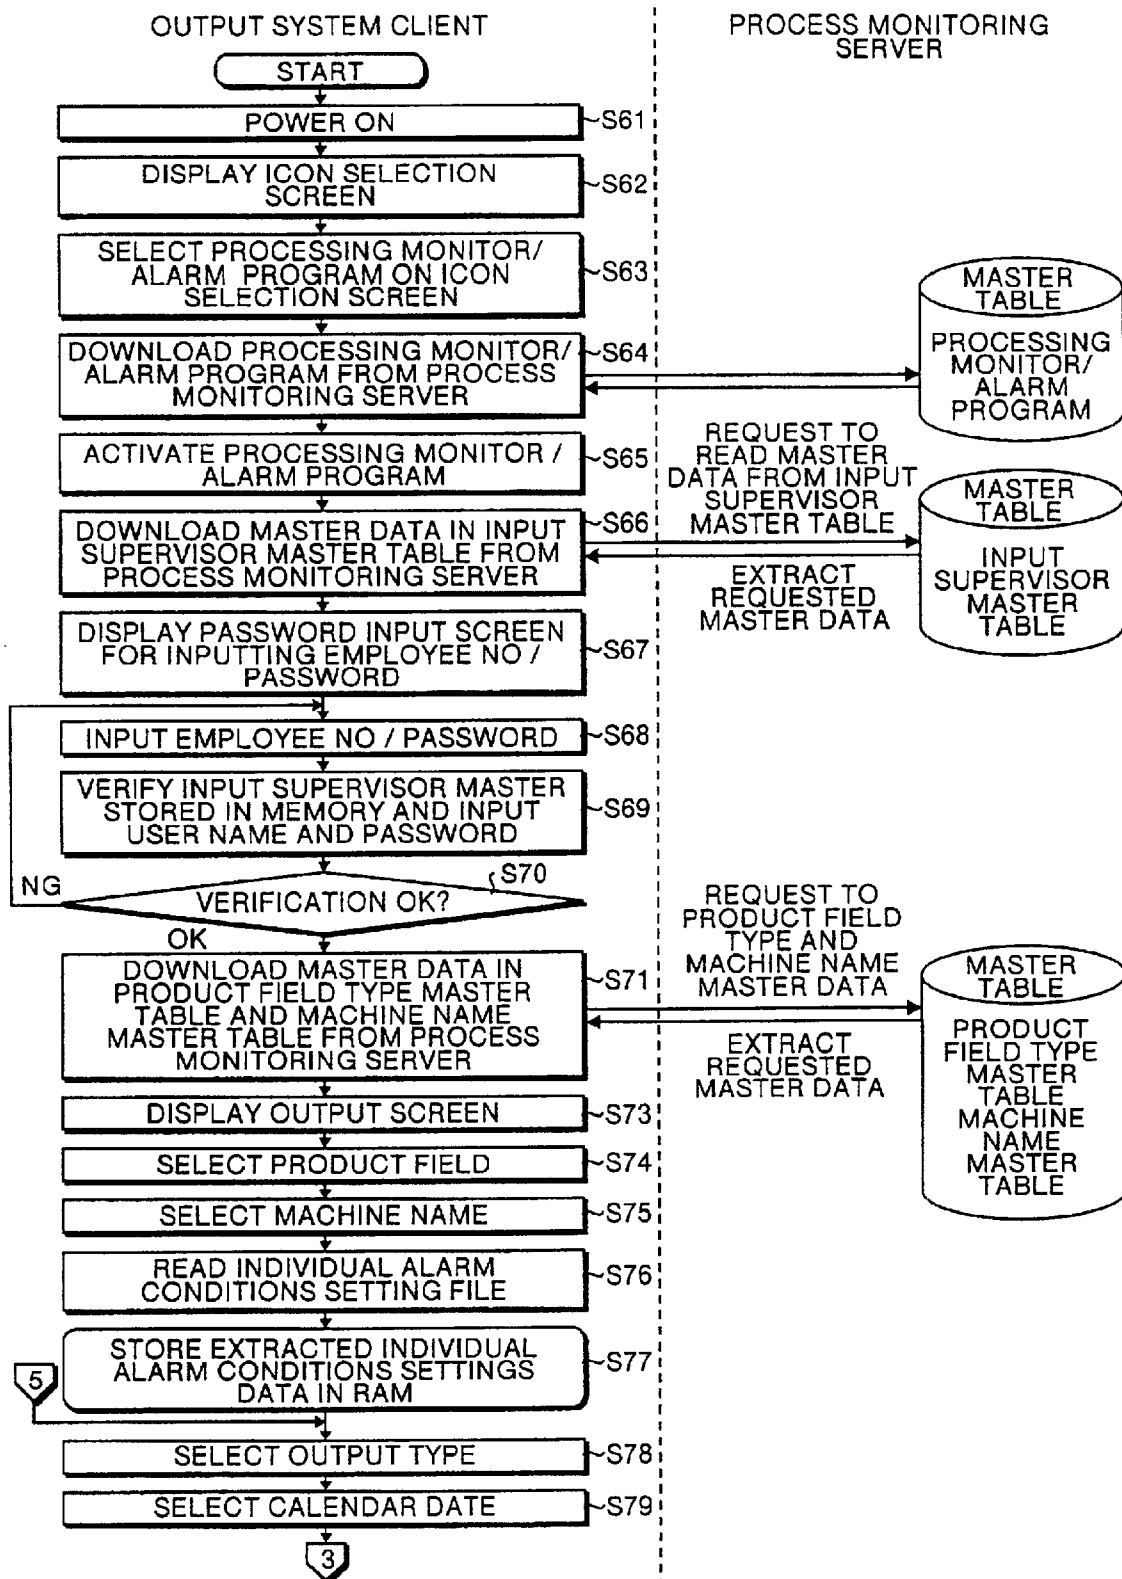 OUTPUT SYSTEM CLIENT
PROCESS MONITORING
SERVER
START
POWER ON
S61
DISPLAY ICON SELECTION
SCREEN
S62
SELECT PROCESSING MONITOR/
ALARM PROGRAM ON ICON
SELECTION SCREEN
S63
DOWNLOAD PROCESSING MONITOR/
ALARM PROGRAM FROM PROCESS
MONITORING SERVER
S64
MASTER
TABLE
PROCESSING
MONITOR/
ALARM
PROGRAM
ACTIVATE PROCESSING MONITOR /
ALARM PROGRAM
S65
REQUEST TO
READ MASTER
DATA FROM INPUT
SUPERVISOR
MASTER TABLE
DOWNLOAD MASTER DATA IN INPUT
SUPERVISOR MASTER TABLE FROM
PROCESS MONITORING SERVER
S66
EXTRACT
REQUESTED
MASTER DATA
MASTER
TABLE
INPUT
SUPERVISOR
MASTER
TABLE
DISPLAY PASSWORD INPUT SCREEN
FOR INPUTTING EMPLOYEE NO /
PASSWORD
S67
INPUT EMPLOYEE NO / PASSWORD
S68
VERIFY INPUT SUPERVISOR MASTER
STORED IN MEMORY AND INPUT
USER NAME AND PASSWORD
S69
NG
S70
VERIFICATION OK?
OK
REQUEST TO
PRODUCT FIELD
TYPE AND
MACHINE NAME
MASTER DATA
DOWNLOAD MASTER DATA IN
PRODUCT FIELD TYPE MASTER
TABLE AND MACHINE NAME
MASTER TABLE FROM PROCESS
MONITORING SERVER
S71
EXTRACT
REQUESTED
MASTER DATA
MASTER
TABLE
PRODUCT
FIELD TYPE
MASTER
TABLE
MACHINE
NAME
MASTER
TABLE
DISPLAY OUTPUT SCREEN
S73
SELECT PRODUCT FIELD
S74
SELECT MACHINE NAME
S75
READ INDIVIDUAL ALARM
CONDITIONS SETTING FILE
S76
STORE EXTRACTED INDIVIDUAL
ALARM CONDITIONS SETTINGS
DATA IN RAM
S77
5
SELECT OUTPUT TYPE
S78
SELECT CALENDAR DATE
S79
3